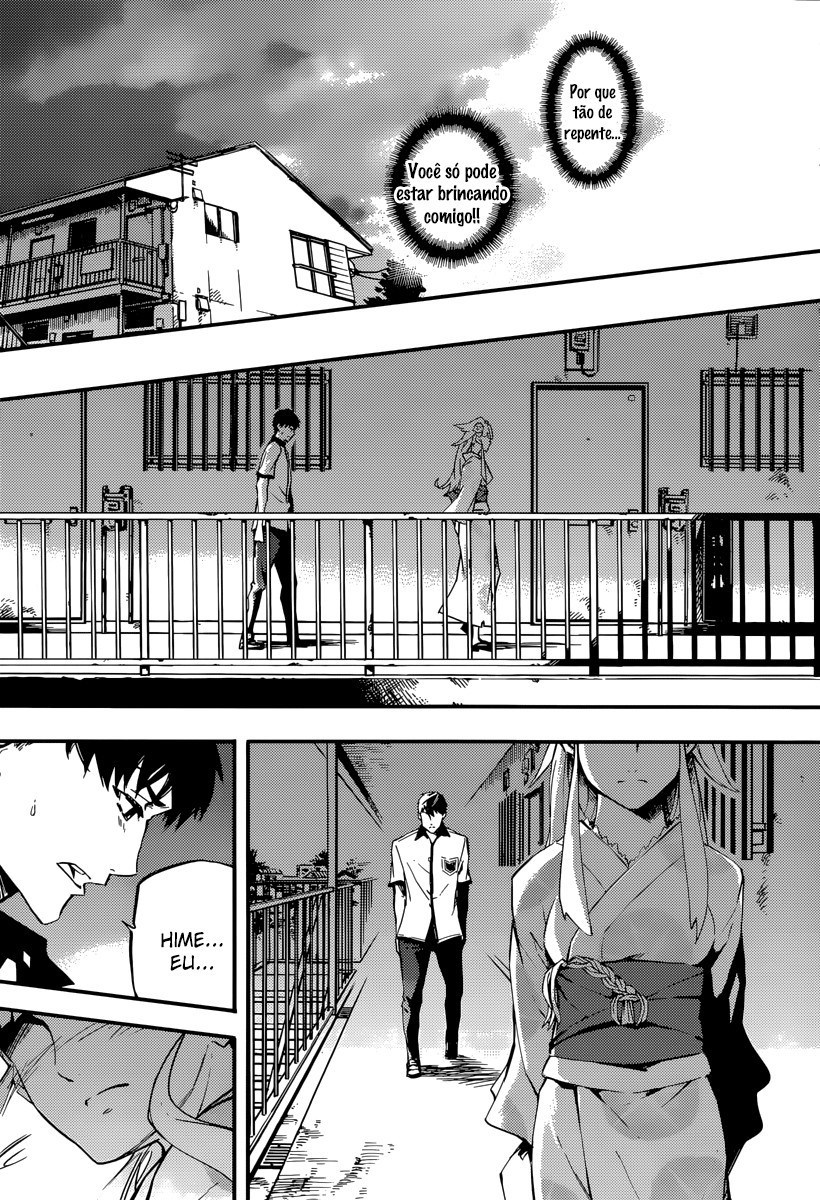 Por que
tão de
repente...
Você só pode
estar brincando
comigo!!
HIME...
EU...